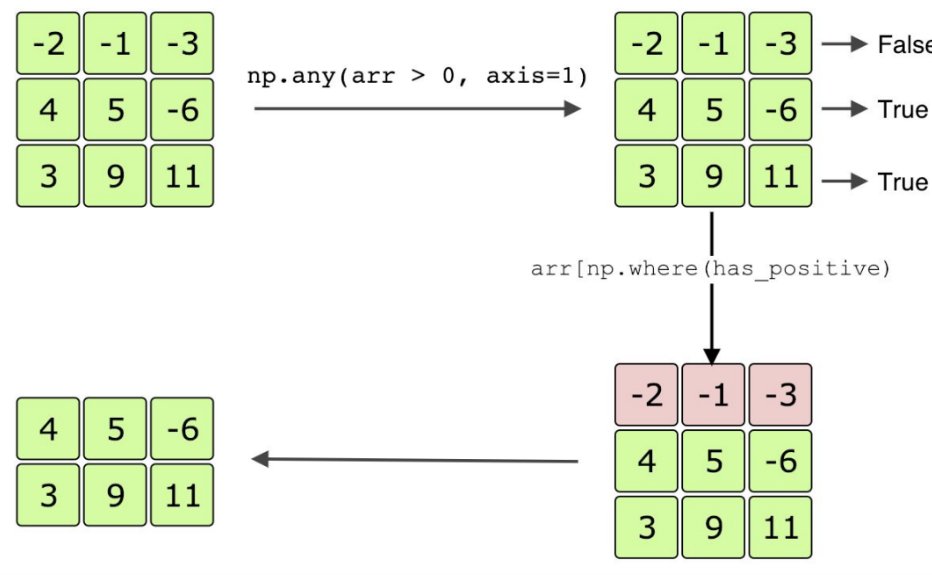 -2 -1 -3
np.any(arr > 0, axis=1)
-2 -1 -3 False
4 5 -6
4 5 -6 True
3 9 11
3 9 11 True
arr[np.where(has_positive)
-2 -1 -3
4 5 -6
4 5 -6
3 9 11
3 9 11